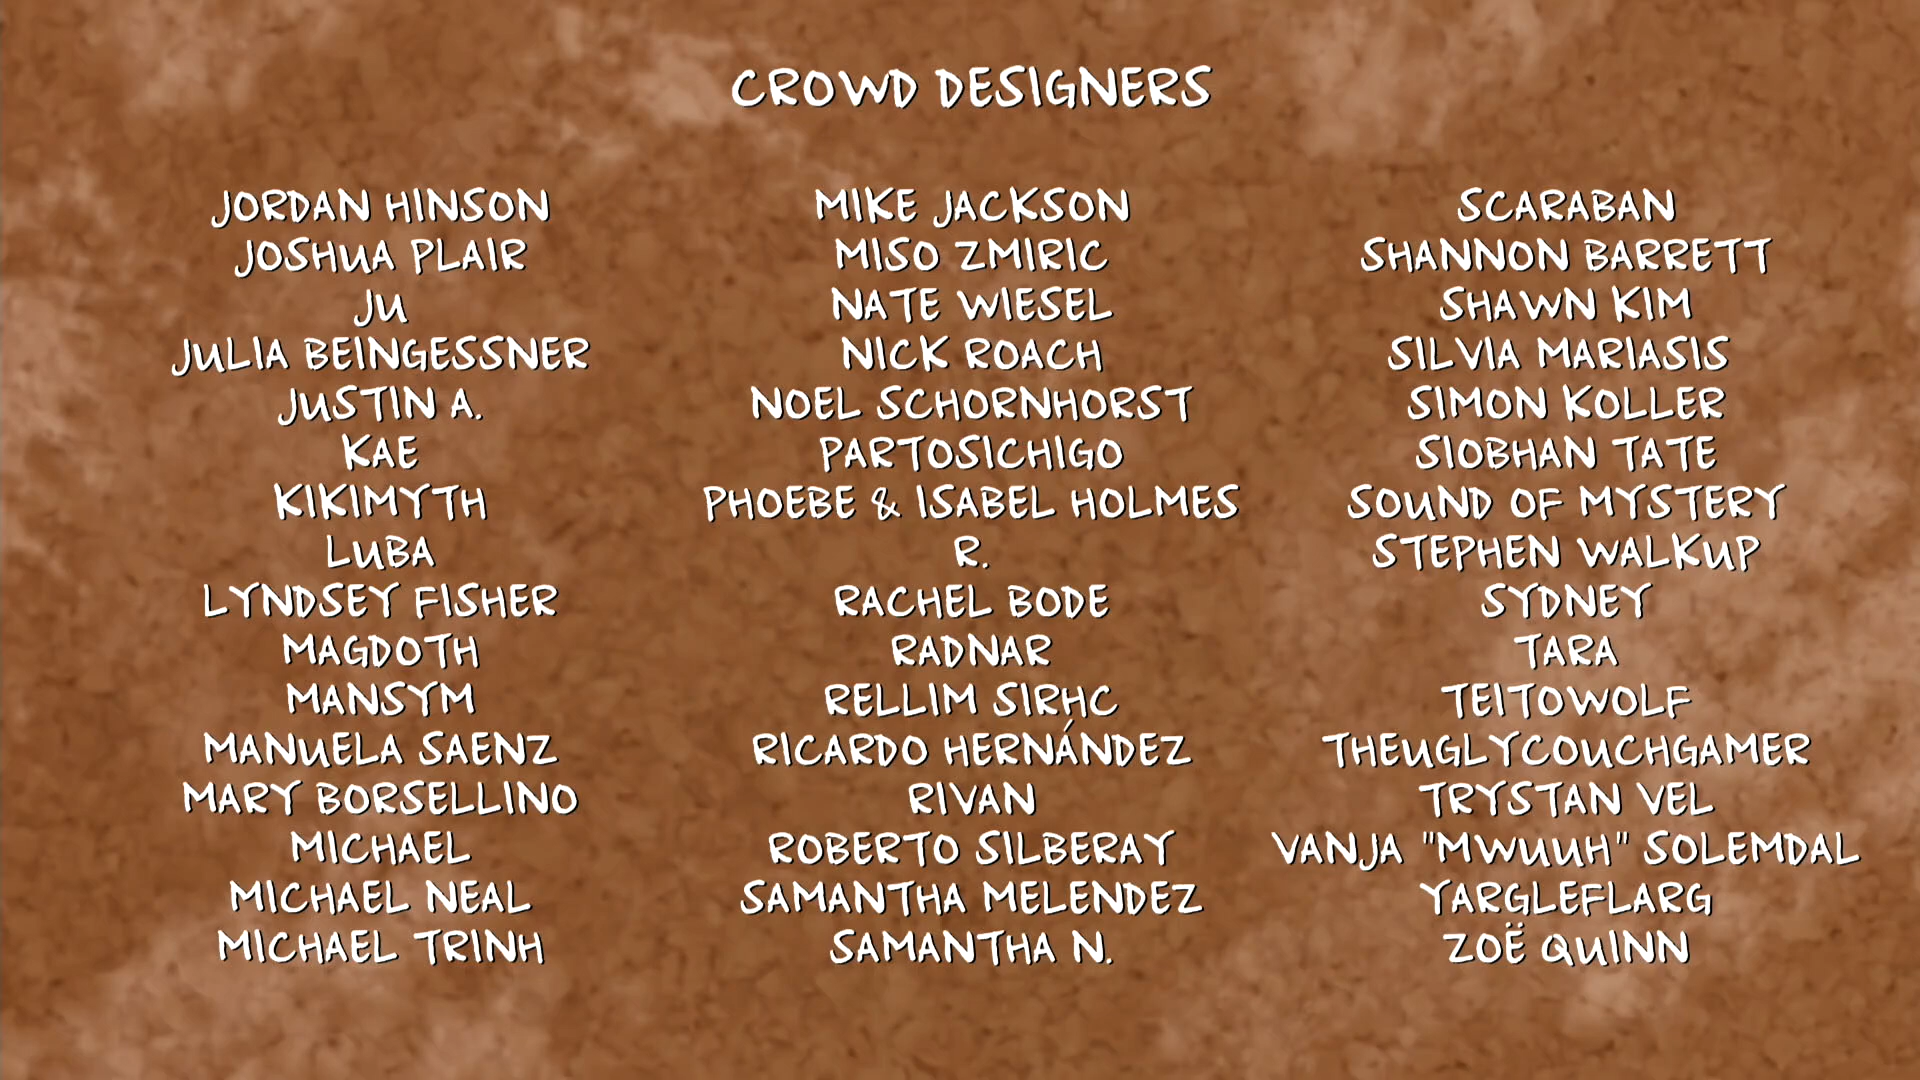 CROWD DESIGNERS
JORDAN HINSON
JOSHUA PLAIR
JU
JULIA BEINGESSNER
JUSTIN A.
KAE
KIKIMYTH
LUBA
LYNDSEY FISHER
MAGDOTH
MANSYM
MANUELA SAENZ
MARY BORSELLINO
MICHAEL
MICHAEL NEAL
MICHAEL TRINH
MIKE JACKSON
MISO ZMIRIC
NATE WIESEL
NICK ROACH
NOEL SCHORNHORST
PARTOSICHIGO
PHOEBE & ISABEL HOLMES
R.
RACHEL BODE
RADNAR
RELLIM SIRHC
RICARDO HERNÁNDEZ
RIVAN
ROBERTO SILBERAY
SAMANTHA MELENDEZ
SAMANTHA N.
SCARABAN
SHANNON BARRETT
SHAWN KIM
SILVIA MARIASIS
SIMON KOLLER
SIOBHAN TATE
SOUND OF MYSTERY
STEPHEN WALKUP
SYDNEY
TARA
TEITOWOLF
THEUGLYCOUCHGAMER
TRYSTAN VEL
VANJA "MWUUH" SOLEMDAL
YARGLEFLARG
ZOË QUINN